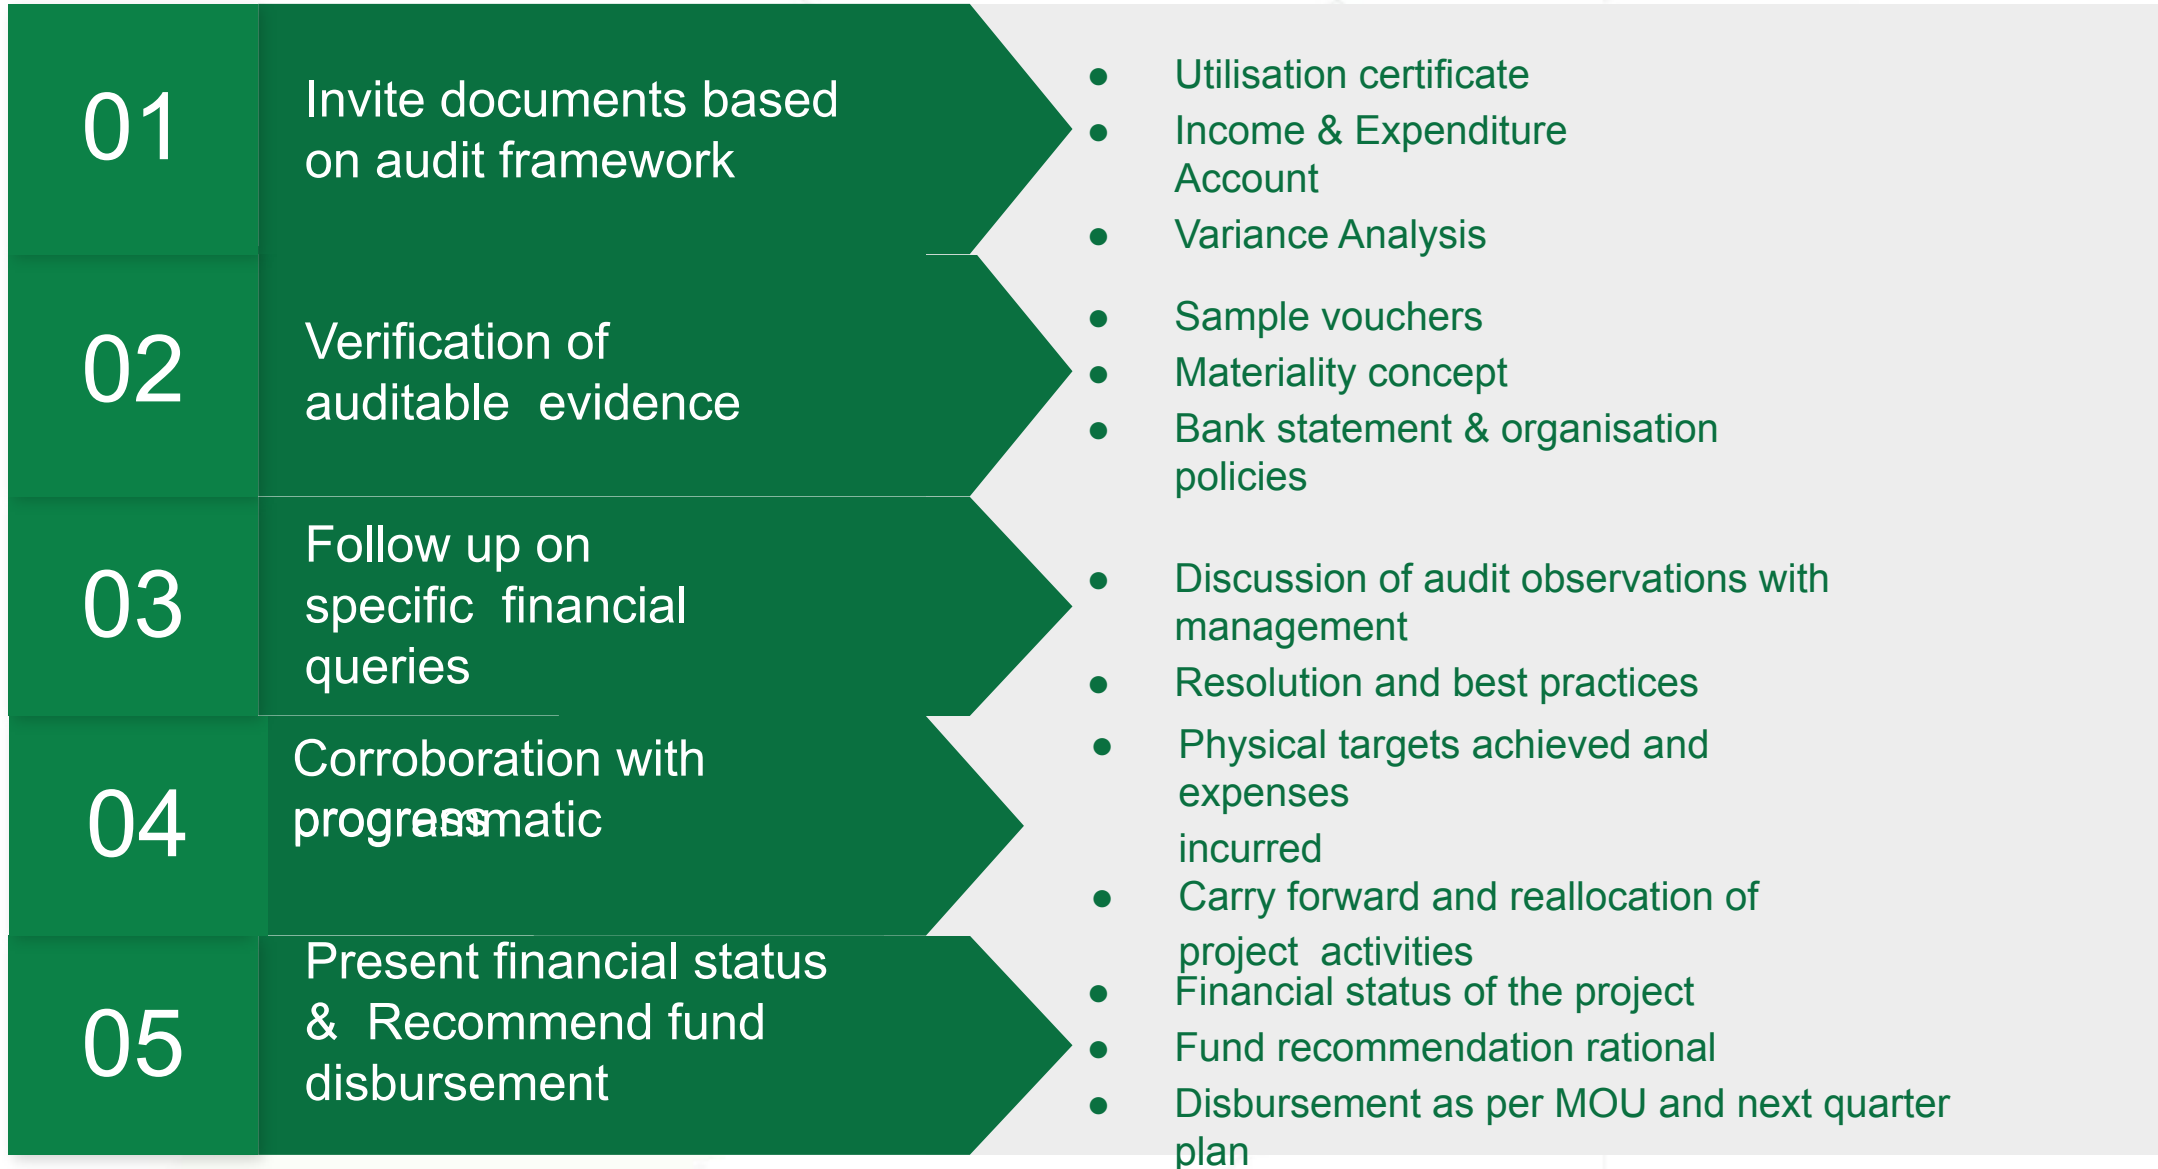 01
Invite documents based
on audit framework
● Utilisation certificate
● Income & Expenditure
Account
● Variance Analysis
02
Verification of
auditable evidence
● Sample vouchers
● Materiality concept
● Bank statement & organisation
policies
03
Follow up on
specific financial
queries
● Discussion of audit observations with
management
● Resolution and best practices
04
Corroboration with
programmatic
progress
● Physical targets achieved and
expenses
incurred
● Carry forward and reallocation of
project activities
05
Present financial status
& Recommend fund
disbursement
● Financial status of the project
● Fund recommendation rational
● Disbursement as per MOU and next quarter
plan